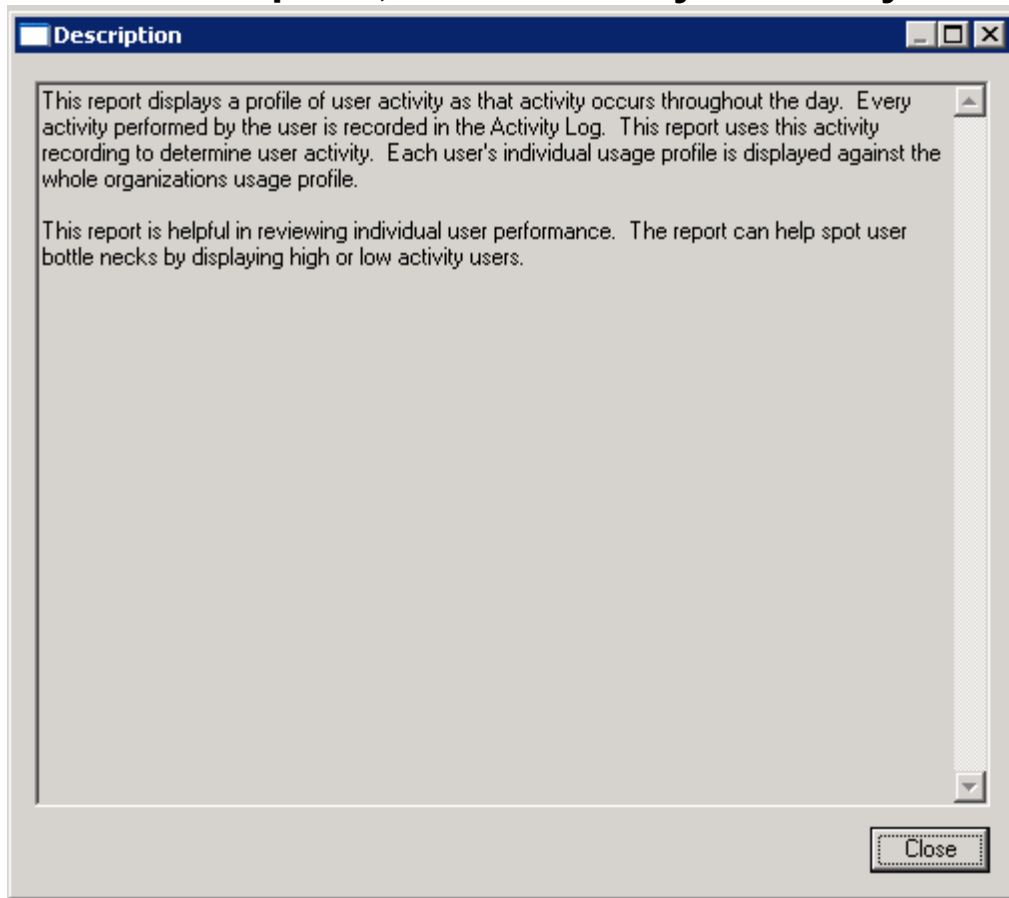 Description
This report displays a profile of user activity as that activity occurs throughout the day.  Every
activity performed by the user is recorded in the Activity Log.  This report uses this activity
recording to determine user activity.  Each user's individual usage profile is displayed against the
whole organizations usage profile.
This report is helpful in reviewing individual user performance.  The report can help spot user
bottle necks by displaying high or low activity users.
Close